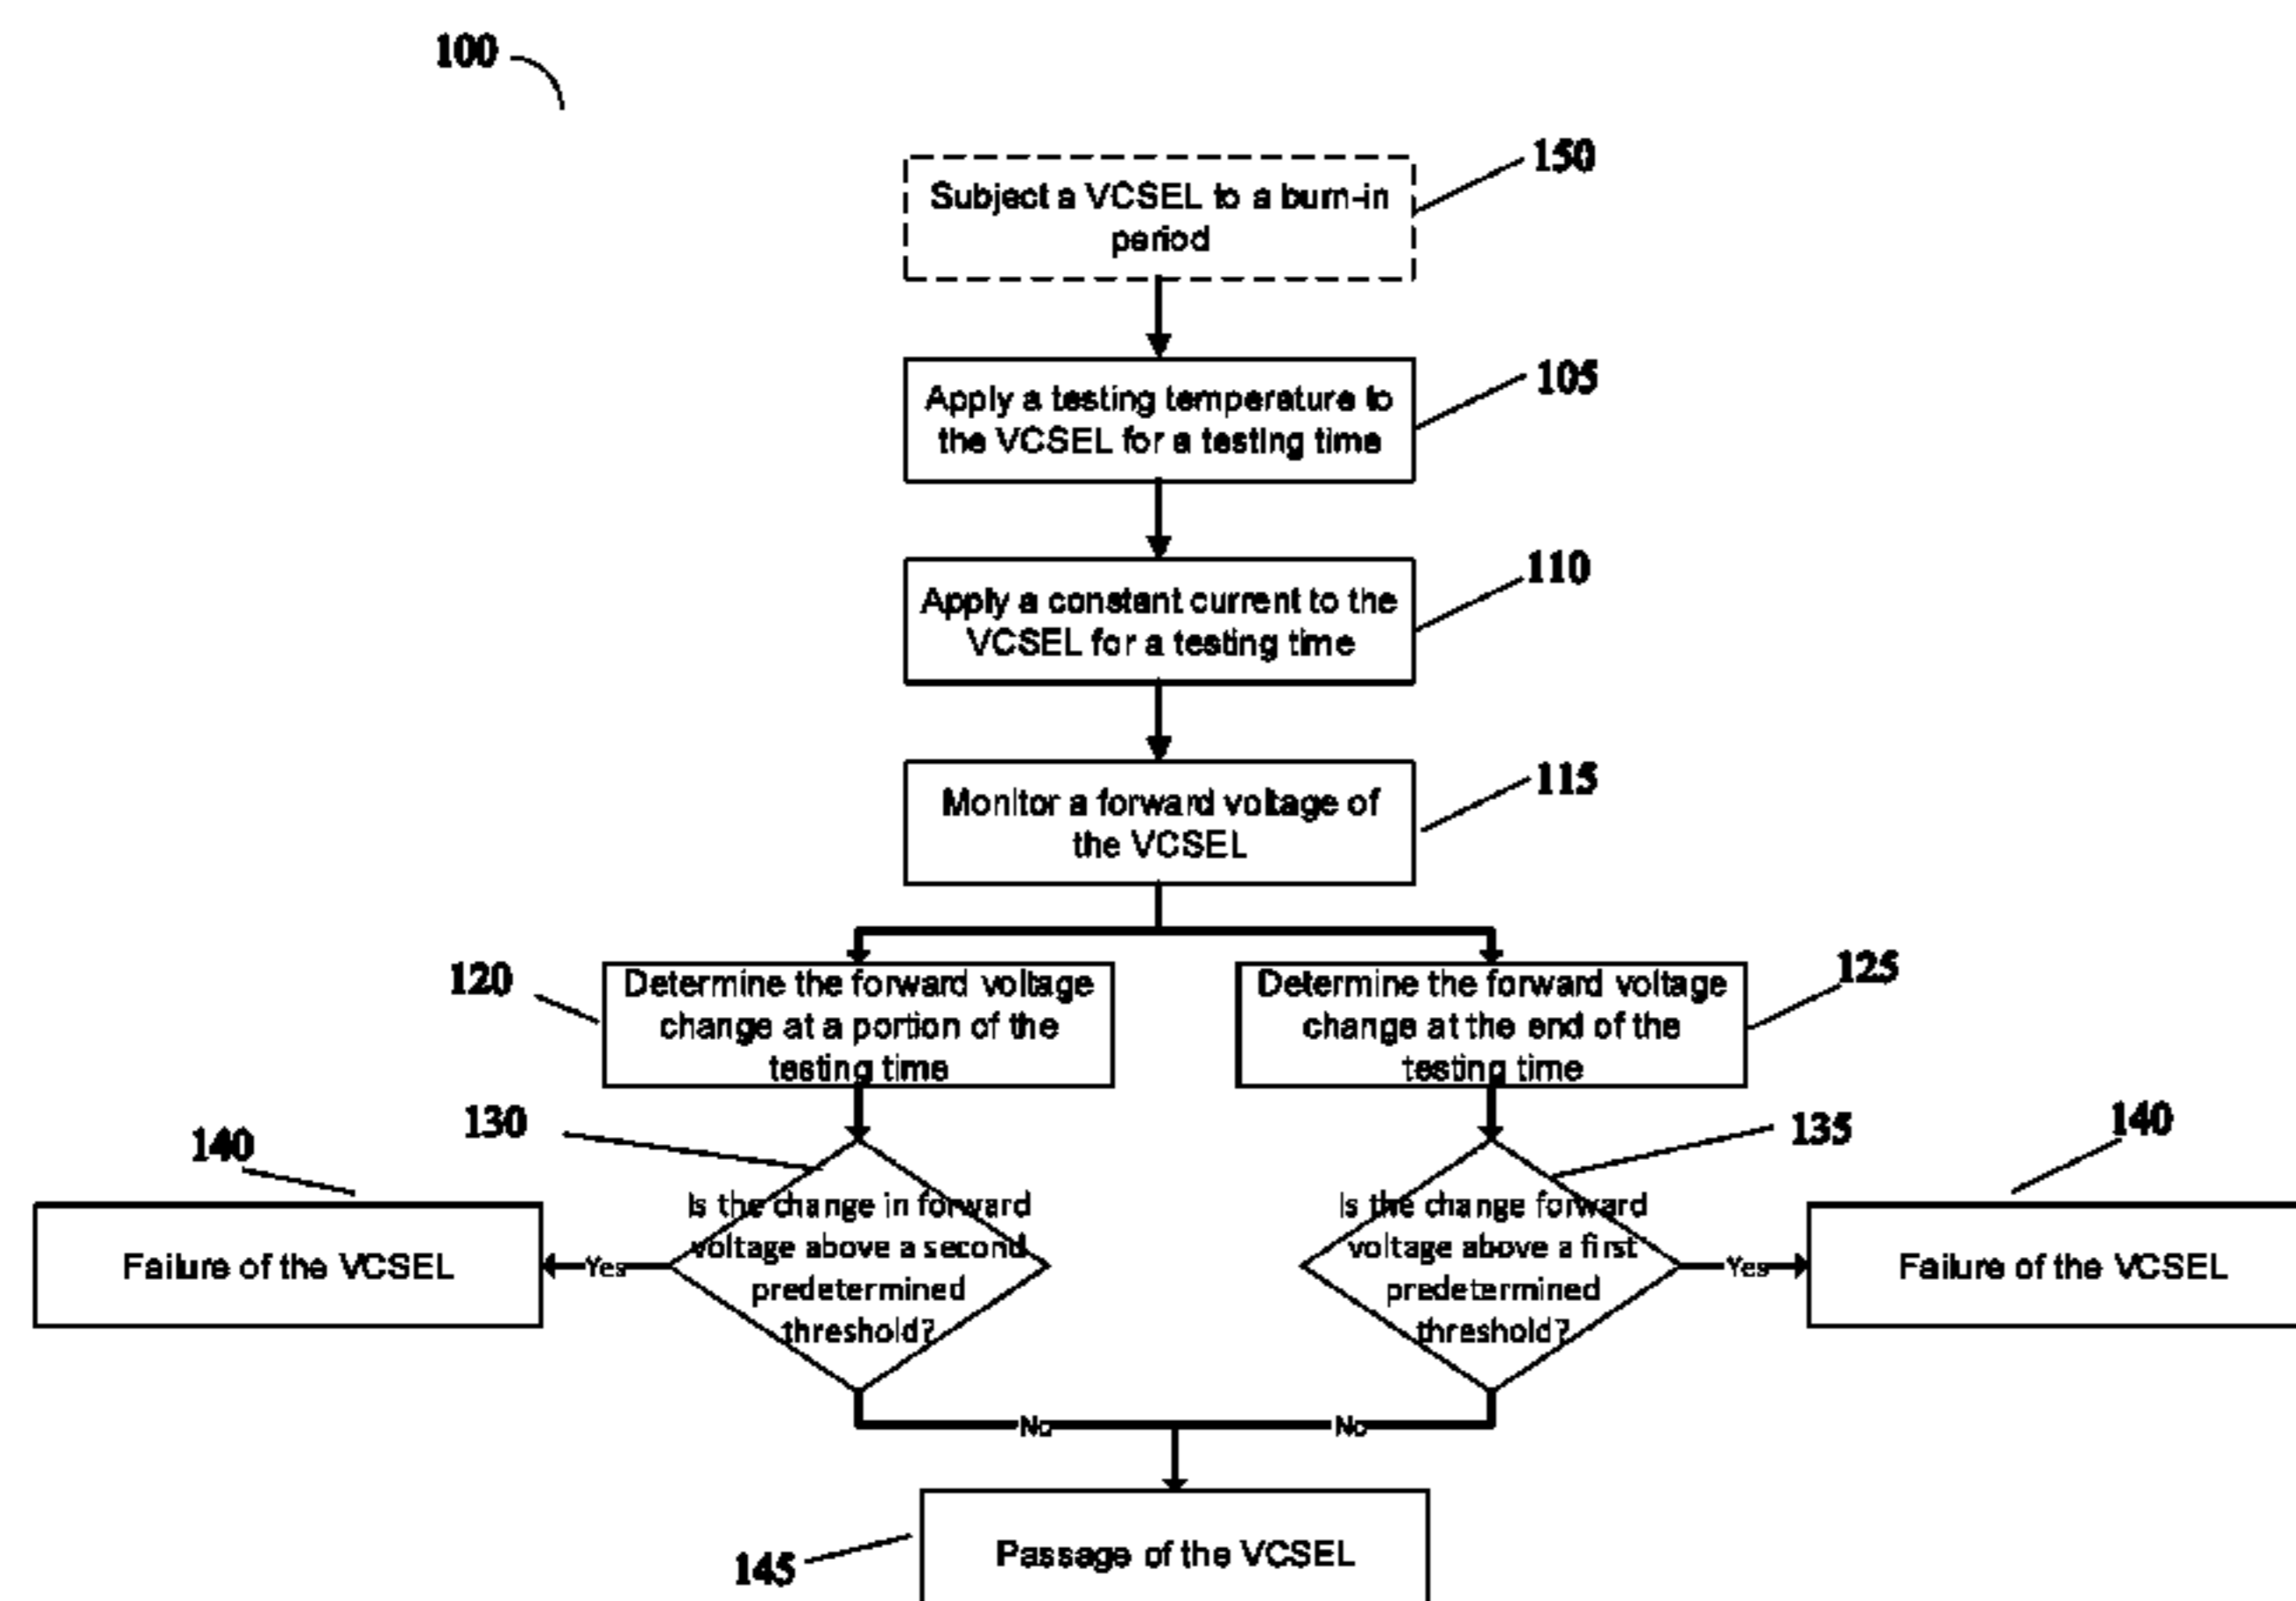 100
150
Subject a VCSEL to a burn-in
period
105
Apply a testing temperature to
the VCSEL for a testing time
110
Apply a constant current to the
VCSEL for a testing time
115
Monitor a forward voltage of
the VCSEL
120
Determine the forward voltage
change at a portion of the
testing time
125
Determine the forward voltage
change at the end of the
testing time
130
Is the change in forward
voltage above a second
predetermined
threshold?
135
Is the change forward
voltage above a first
predetermined
threshold?
140
Failure of the VCSEL
Yes
Yes
140
Failure of the VCSEL
No
No
145
Passage of the VCSEL